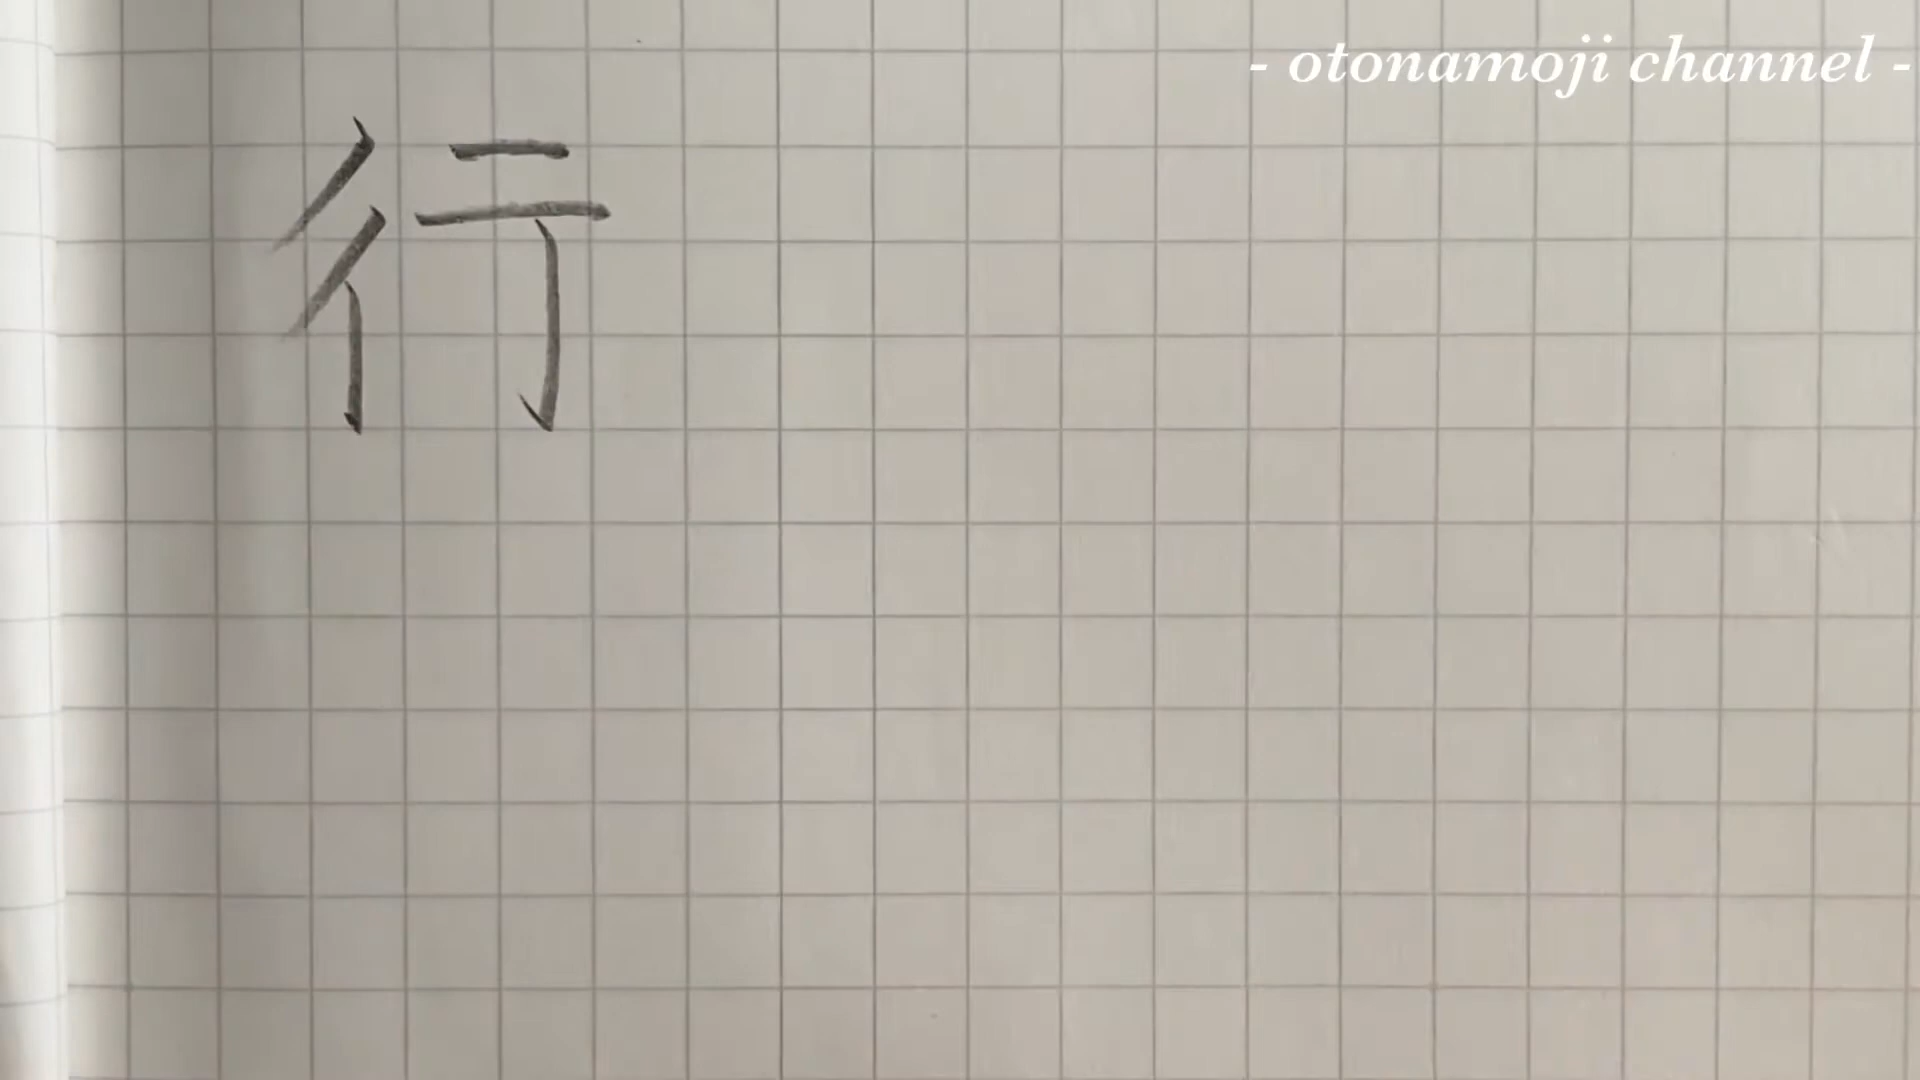 - otonamoji channel -
行